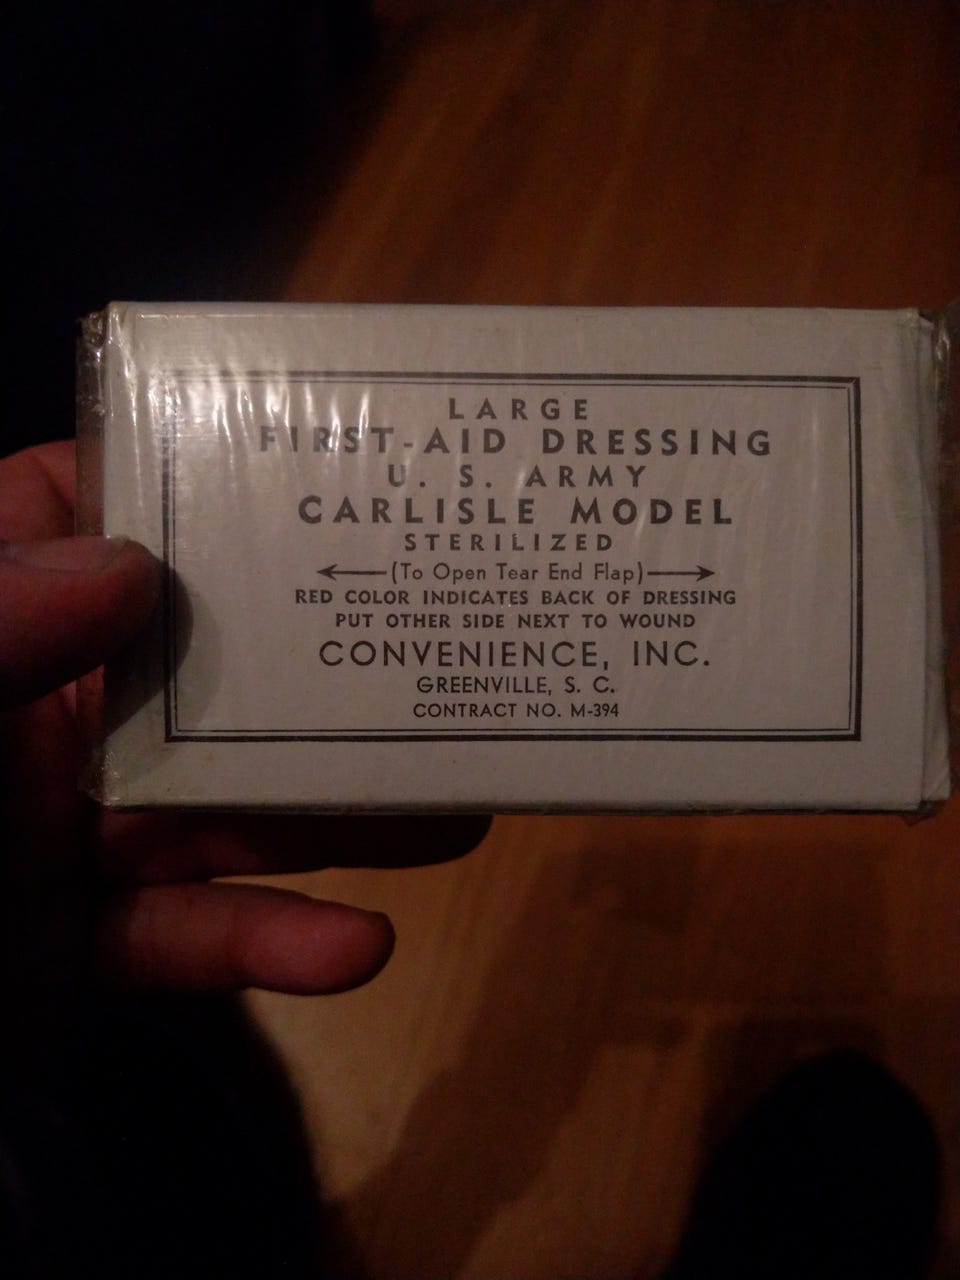 LARGE
FIRST-AID DRESSING
U. S. ARMY
CARLISLE MODEL
STERILIZED
←(To Open Tear End Flap)→
RED COLOR INDICATES BACK OF DRESSING
PUT OTHER SIDE NEXT TO WOUND
CONVENIENCE, INC.
GREENVILLE, S. C.
CONTRACT NO. M-394